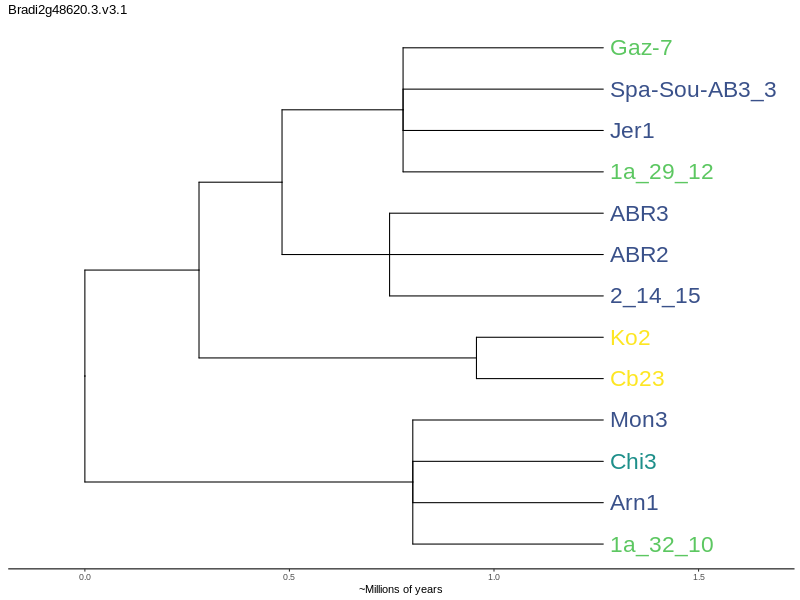 Bradi2g48620.3.v3.1
Gaz-7
Spa-Sou-AB3_3
Jer1
1a_29_12
ABR3
ABR2
2_14_15
Ko2
Cb23
Mon3
Chi3
Arn1
1a_32_10
0.0 0.5 1.0 1.5
~Millions of years